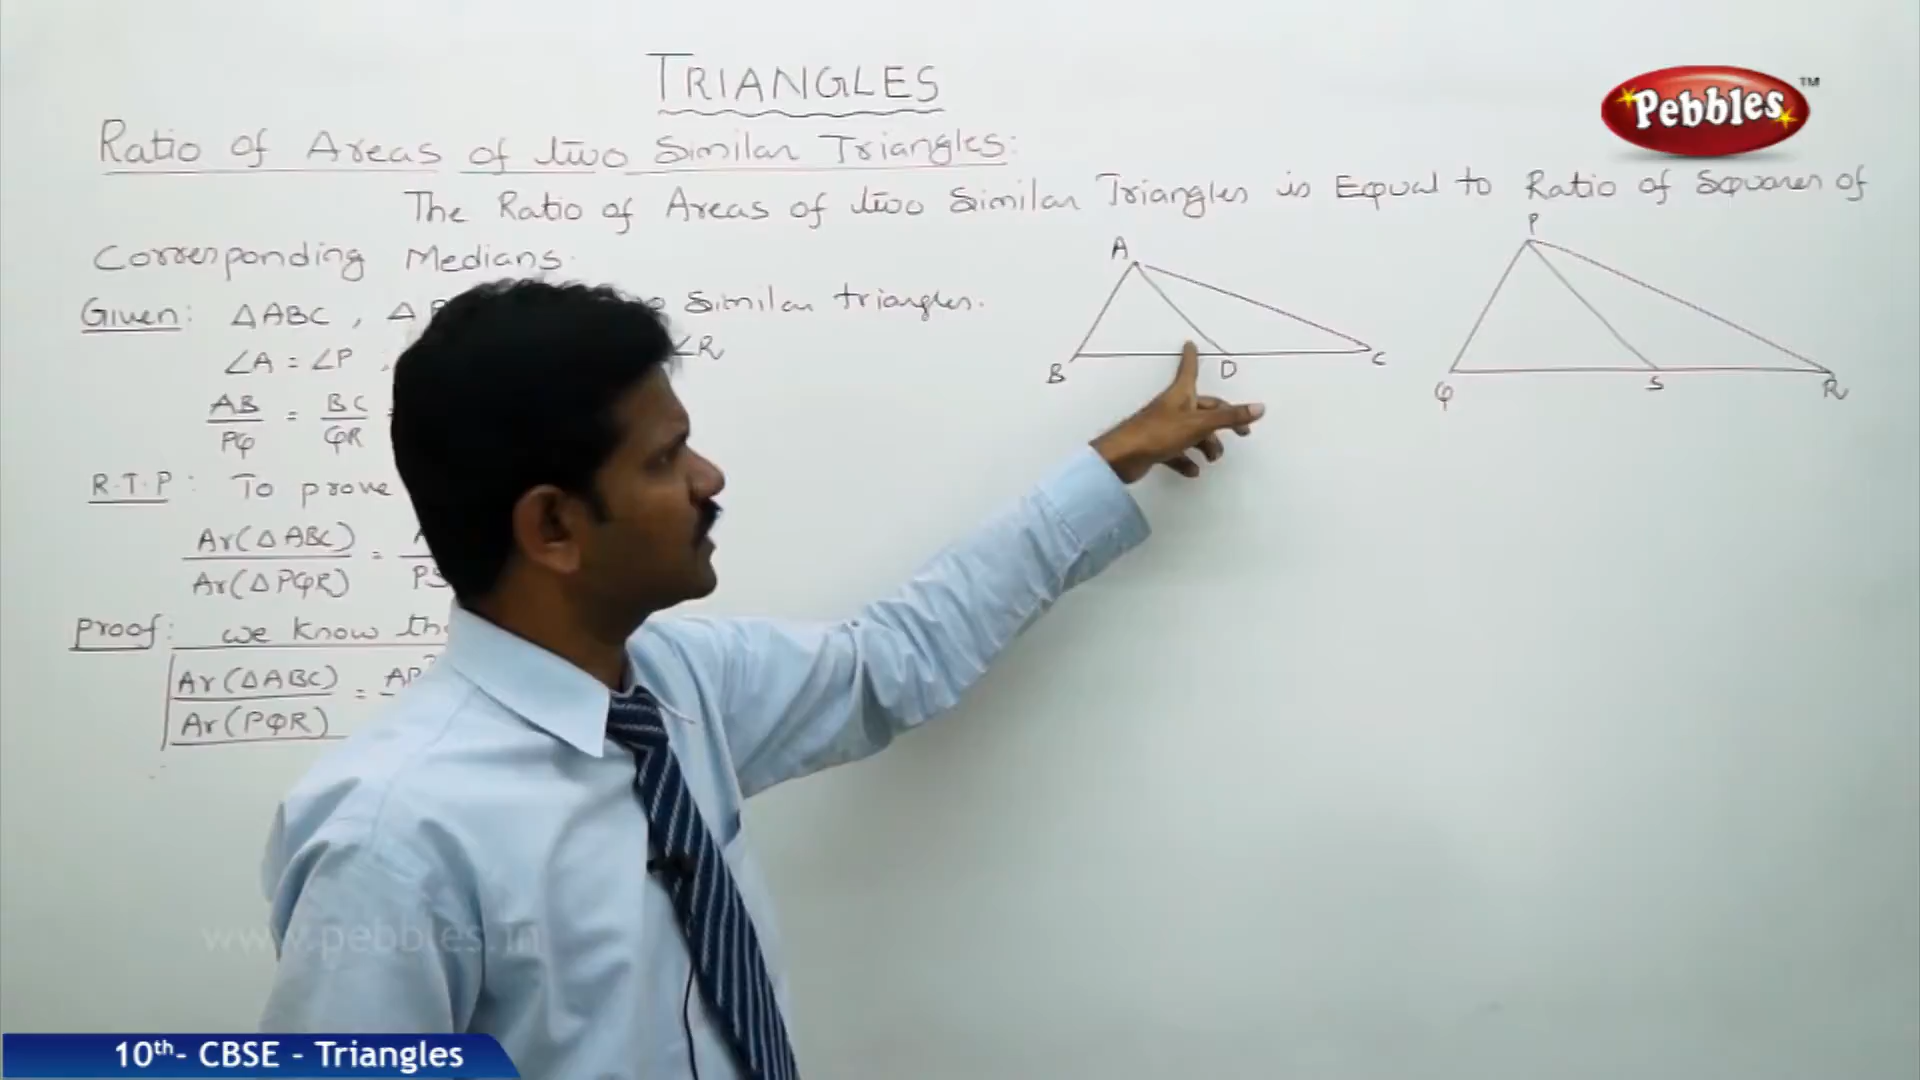 TRIANGLES
Pebbles™
Ratio of Areas of two Similar Triangles:
The Ratio of Areas of two Similar Triangles is Equal to Ratio of Squares of
Corresponding Medians.
Given: ΔABC, Δ Similar triangles.
∠A = ∠P, ∠R
AB/PQ = BC/QR
R.T.P: To prove
Ar(ΔABC)/Ar(ΔPQR) =
Proof: we know
Ar(ΔABC)/Ar(PQR) =
A
B
D
C
P
Q
S
R
www.pebbles.in
10th- CBSE - Triangles